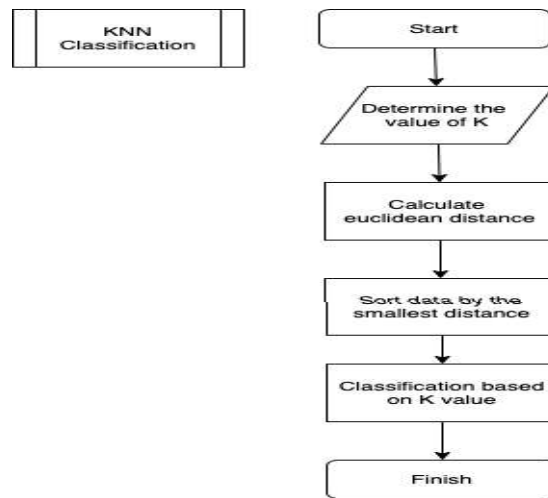 KNN
Classification
Start
Determine the
value of K
Calculate
euclidean distance
Sort data by the
smallest distance
Classification based
on K value
Finish